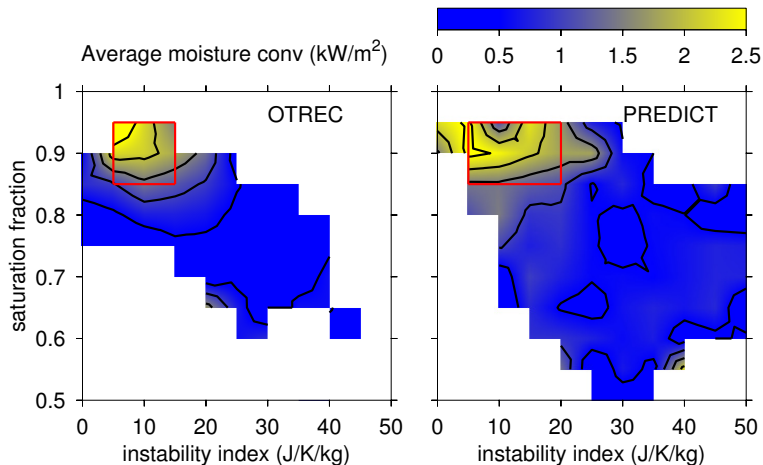 Average moisture conv (kW/m²)
0 0.5 1 1.5 2 2.5
OTREC
PREDICT
saturation fraction
1
0.9
0.8
0.7
0.6
0.5
0 10 20 30 40 50
0 10 20 30 40 50
instability index (J/K/kg)
instability index (J/K/kg)